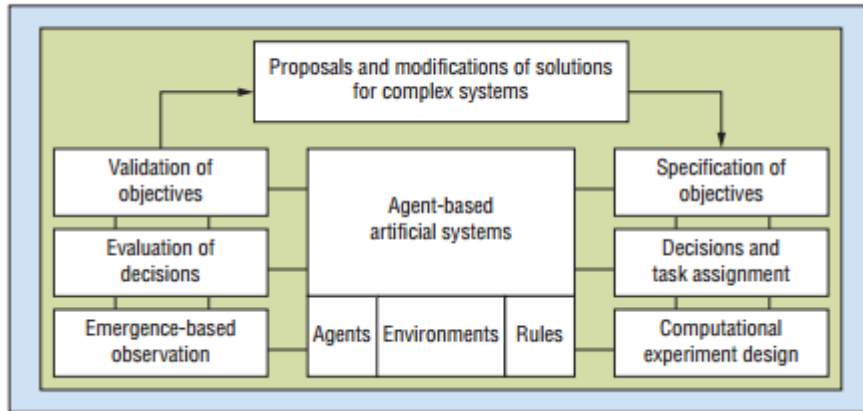 Proposals and modifications of solutions
for complex systems
Validation of
objectives
Agent-based
artificial systems
Specification of
objectives
Evaluation of
decisions
Decisions and
task assignment
Emergence-based
observation
Agents
Environments
Rules
Computational
experiment design